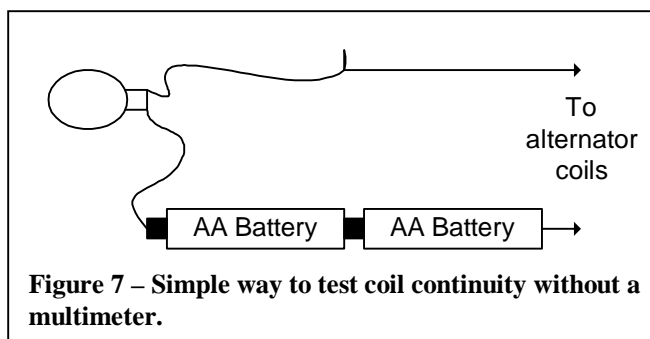 To
alternator
coils
AA Battery AA Battery
Figure 7 – Simple way to test coil continuity without a
multimeter.